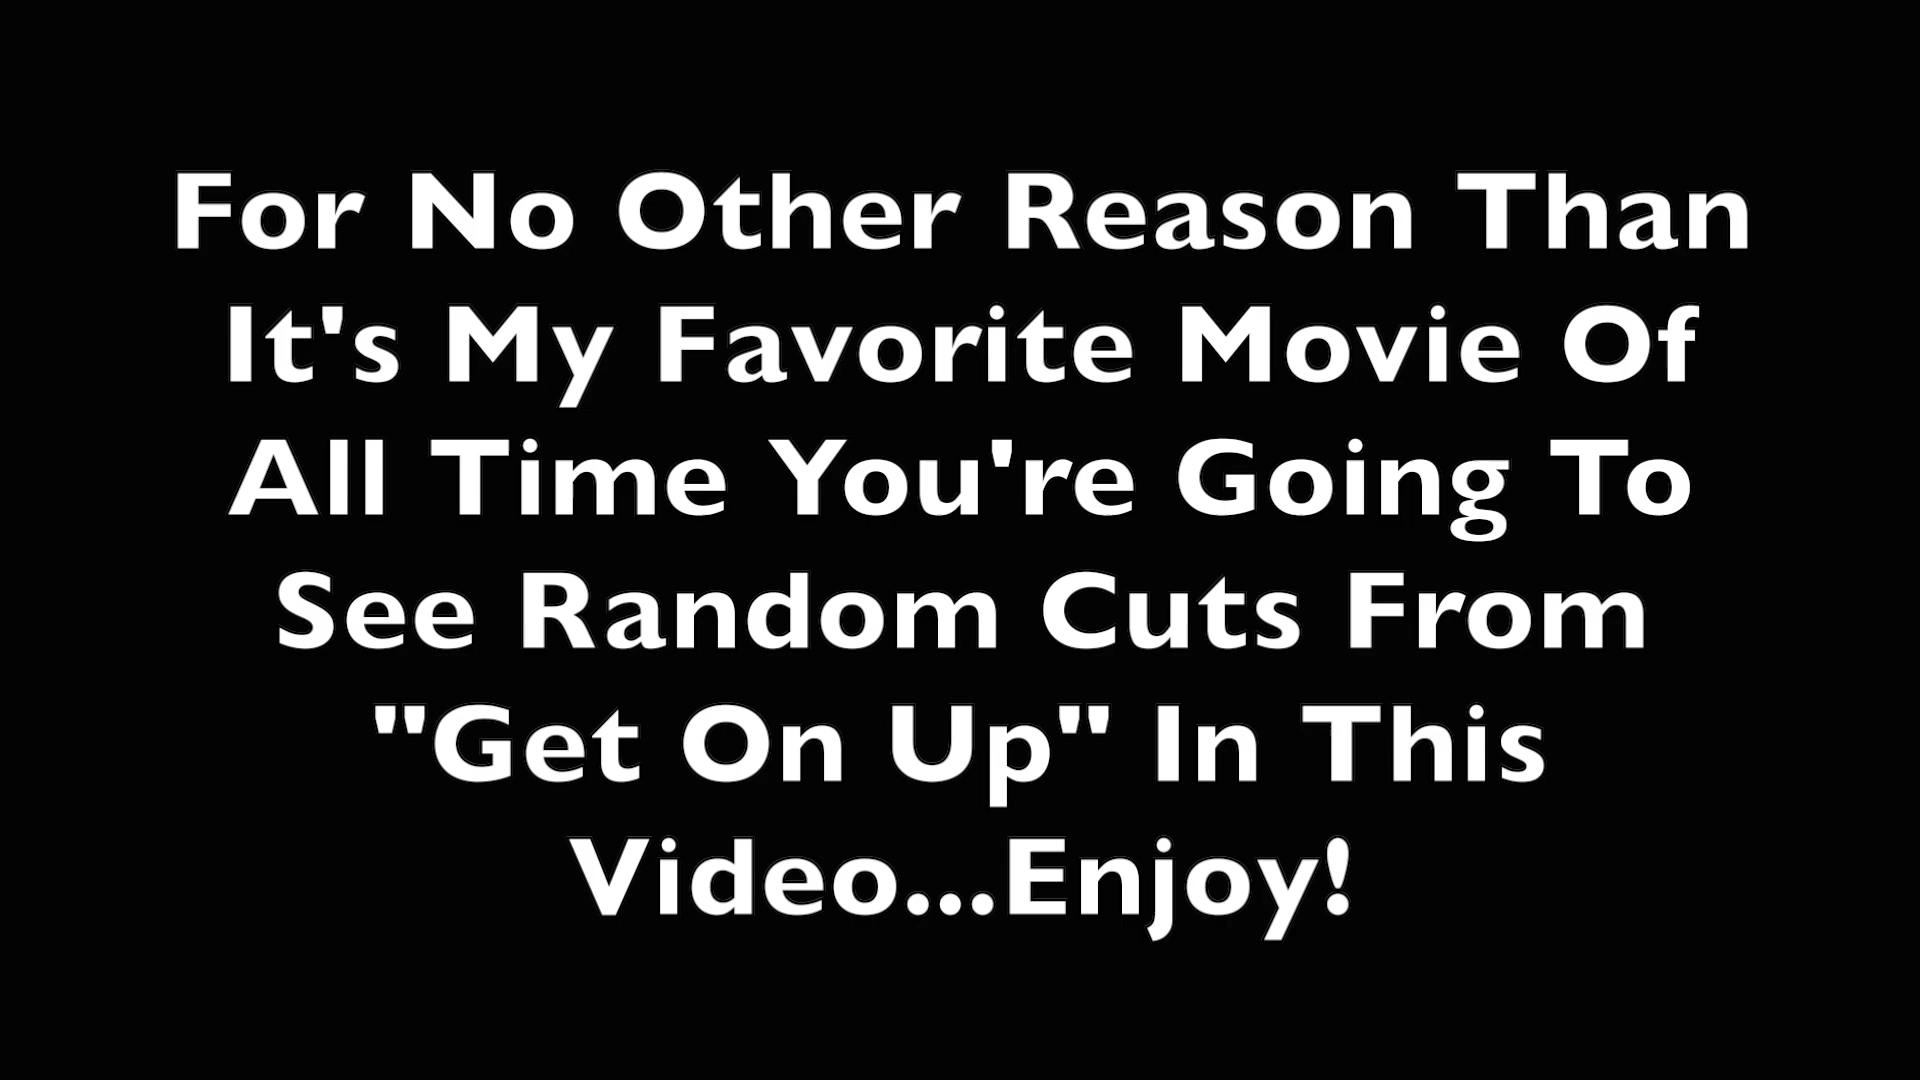 For No Other Reason Than
It's My Favorite Movie Of
All Time You're Going To
See Random Cuts From
"Get On Up" In This
Video...Enjoy!